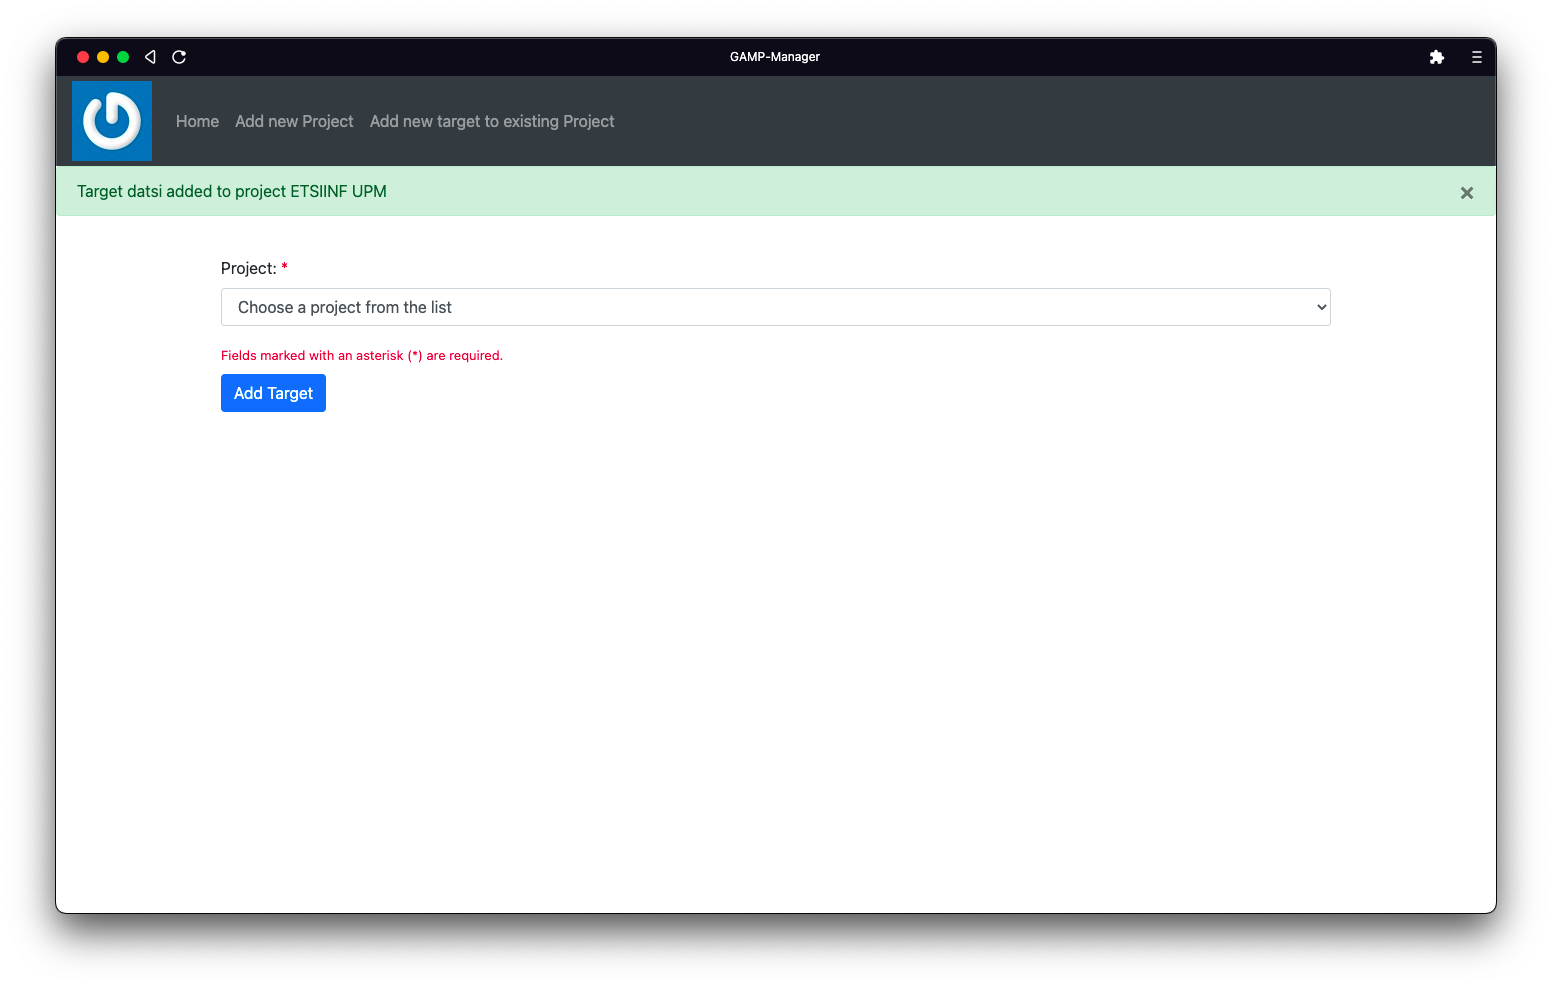 GAMP-Manager
Home Add new Project Add new target to existing Project
Target datsi added to project ETSIINF UPM
×
Project: *
Choose a project from the list
Fields marked with an asterisk (*) are required.
Add Target